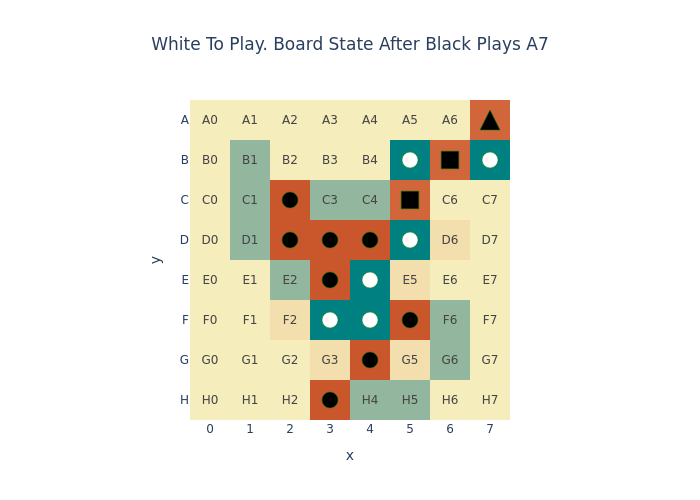 White To Play. Board State After Black Plays A7
A A0 A1 A2 A3 A4 A5 A6
B B0 B1 B2 B3 B4
C C0 C1 C3 C4 C6 C7
D D0 D1 D6 D7
y
E E0 E1 E2 E5 E6 E7
F F0 F1 F2 F6 F7
G G0 G1 G2 G3 G5 G6 G7
H H0 H1 H2 H4 H5 H6 H7
0 1 2 3 4 5 6 7
x